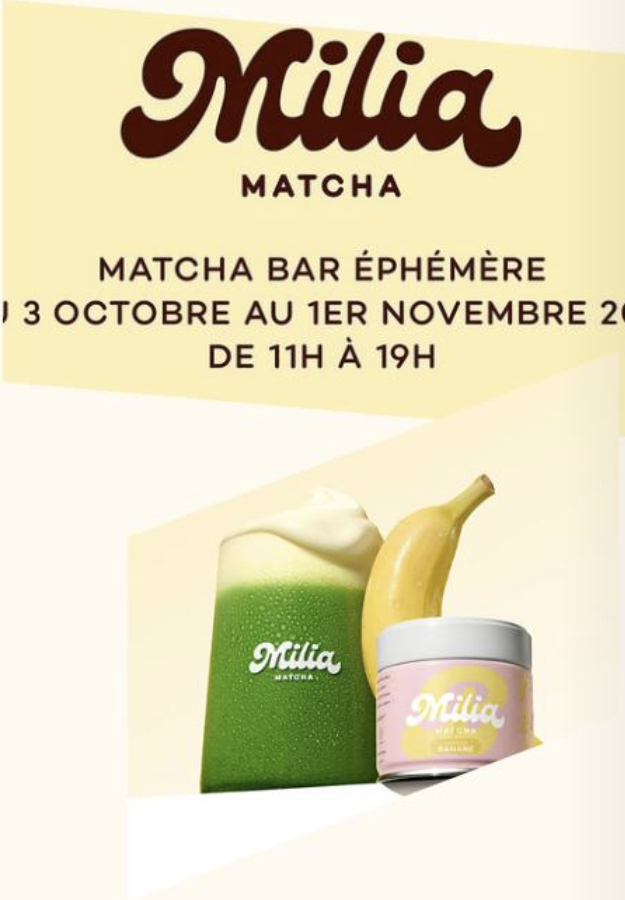 Milia
MATCHA
MATCHA BAR ÉPHÉMÈRE
3 OCTOBRE AU 1ER NOVEMBRE
DE 11H À 19H
Milia
MATCHA
Milia
MATCHA
BANANE